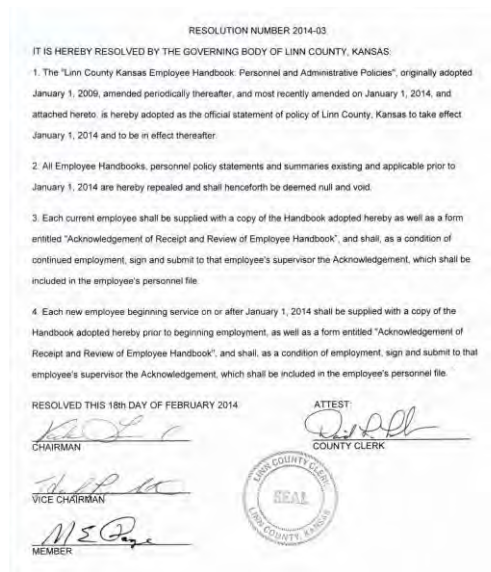 RESOLUTION NUMBER 2014-03
IT IS HEREBY RESOLVED BY THE GOVERNING BODY OF LINN COUNTY, KANSAS:
1. The "Linn County Kansas Employee Handbook: Personnel and Administrative Policies", originally adopted
January 1, 2009, amended periodically thereafter, and most recently amended on January 1, 2014, and
attached hereto, is hereby adopted as the official statement of policy of Linn County, Kansas to take effect
January 1, 2014 and to be in effect thereafter.
2. All Employee Handbooks, personnel policy statements and summaries existing and applicable prior to
January 1, 2014 are hereby repealed and shall henceforth be deemed null and void.
3. Each current employee shall be supplied with a copy of the Handbook adopted hereby as well as a form
entitled "Acknowledgement of Receipt and Review of Employee Handbook", and shall, as a condition of
continued employment, sign and submit to that employee's supervisor the Acknowledgement, which shall be
included in the employee's personnel file.
4. Each new employee beginning service on or after January 1, 2014 shall be supplied with a copy of the
Handbook adopted hereby prior to beginning employment, as well as a form entitled "Acknowledgement of
Receipt and Review of Employee Handbook", and shall, as a condition of employment, sign and submit to that
employee's supervisor the Acknowledgement, which shall be included in the employee's personnel file.
RESOLVED THIS 18th DAY OF FEBRUARY 2014
ATTEST:
CHAIRMAN
COUNTY CLERK
VICE CHAIRMAN
LINN COUNTY CLERK
SEAL
LINN COUNTY, KANSAS
MEMBER